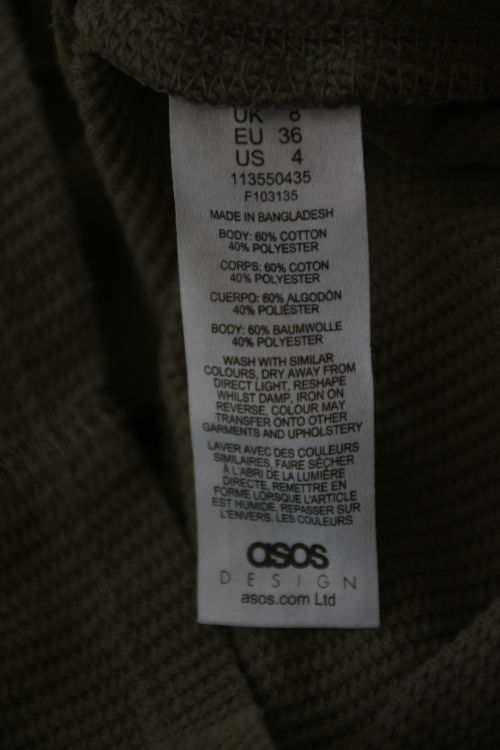 UK 8
EU 36
US 4
113550435
F103135
MADE IN BANGLADESH
BODY: 60% COTTON
40% POLYESTER
CORPS: 60% COTON
40% POLYESTER
CUERPO: 60% ALGODÓN
40% POLIÉSTER
BODY: 60% BAUMWOLLE
40% POLYESTER
WASH WITH SIMILAR
COLOURS, DRY AWAY FROM
DIRECT LIGHT, RESHAPE
WHILST DAMP, IRON ON
REVERSE, COLOUR MAY
TRANSFER ONTO OTHER
GARMENTS AND UPHOLSTERY
LAVER AVEC DES COULEURS
SIMILAIRES, FAIRE SÉCHER
À L'ABRI DE LA LUMIÈRE
DIRECTE, REMETTRE EN
FORME LORSQUE L'ARTICLE
EST HUMIDE, REPASSER SUR
L'ENVERS, LES COULEURS
asos
DESIGN
asos.com Ltd